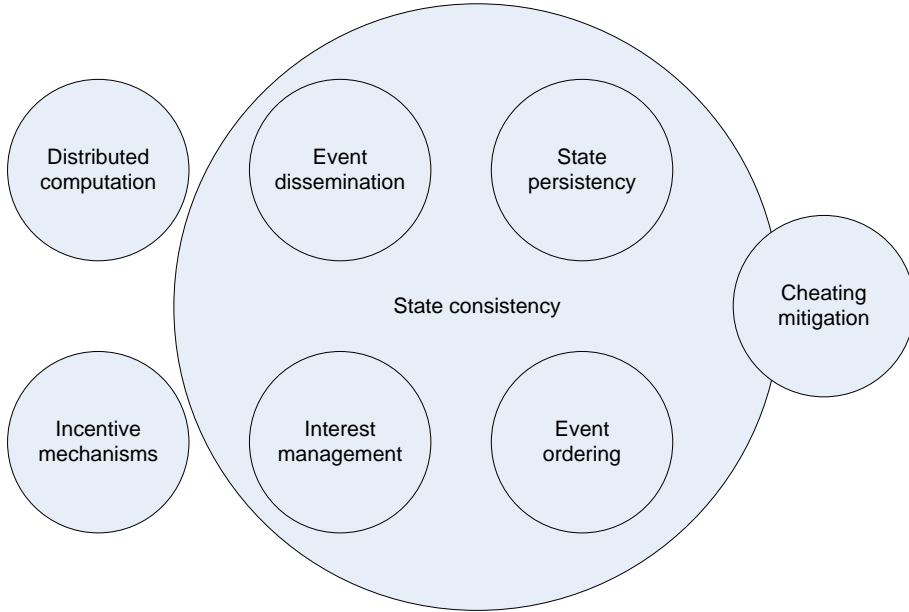 Distributed
computation
Event
dissemination
State
persistency
State consistency
Cheating
mitigation
Incentive
mechanisms
Interest
management
Event
ordering